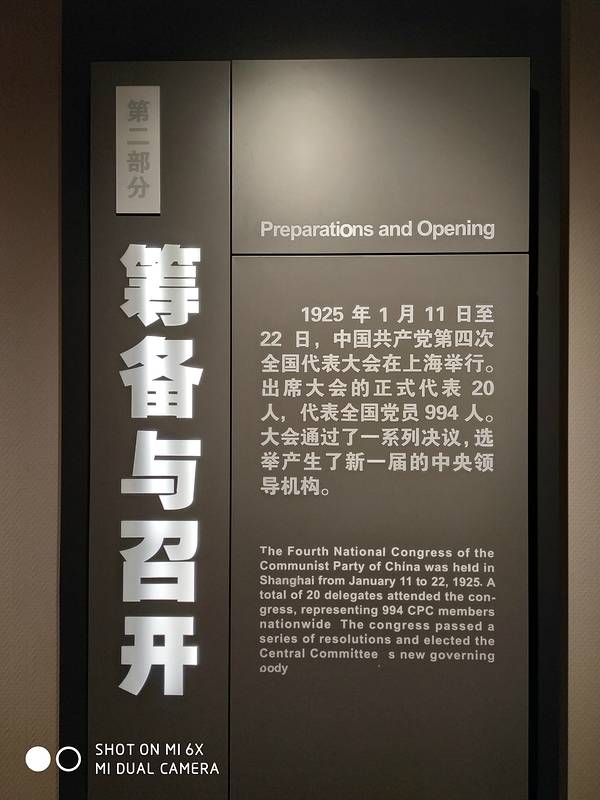 第二部分
筹备与召开
Preparations and Opening
1925 年 1 月 11 日至
22 日，中国共产党第四次
全国代表大会在上海举行。
出席大会的正式代表 20
人，代表全国党员 994 人。
大会通过了一系列决议，选
举产生了新一届的中央领
导机构。
The Fourth National Congress of the
Communist Party of China was held in
Shanghai from January 11 to 22, 1925. A
total of 20 delegates attended the con-
gress, representing 994 CPC members
nationwide The congress passed a
series of resolutions and elected the
Central Committee s new governing
body
SHOT ON MI 6X
MI DUAL CAMERA